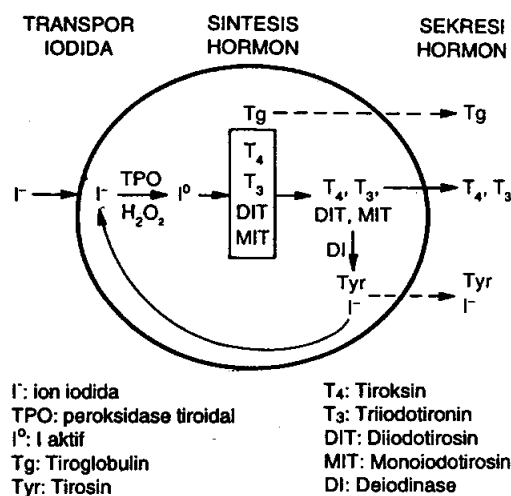 TRANSPOR IODIDA
SINTESIS HORMON
SEKRESI HORMON
Tg
Tg
I⁻
I⁻
TPO
H₂O₂
I⁰
T₄
T₃
DIT
MIT
T₄, T₃,
DIT, MIT
T₄, T₃
DI
Tyr
I⁻
Tyr
I⁻
I⁻: ion iodida
TPO: peroksidase tiroidal
I⁰: I aktif
Tg: Tiroglobulin
Tyr: Tirosin
T₄: Tiroksin
T₃: Triiodotironin
DIT: Diiodotirosin
MIT: Monoiodotirosin
DI: Deiodinase